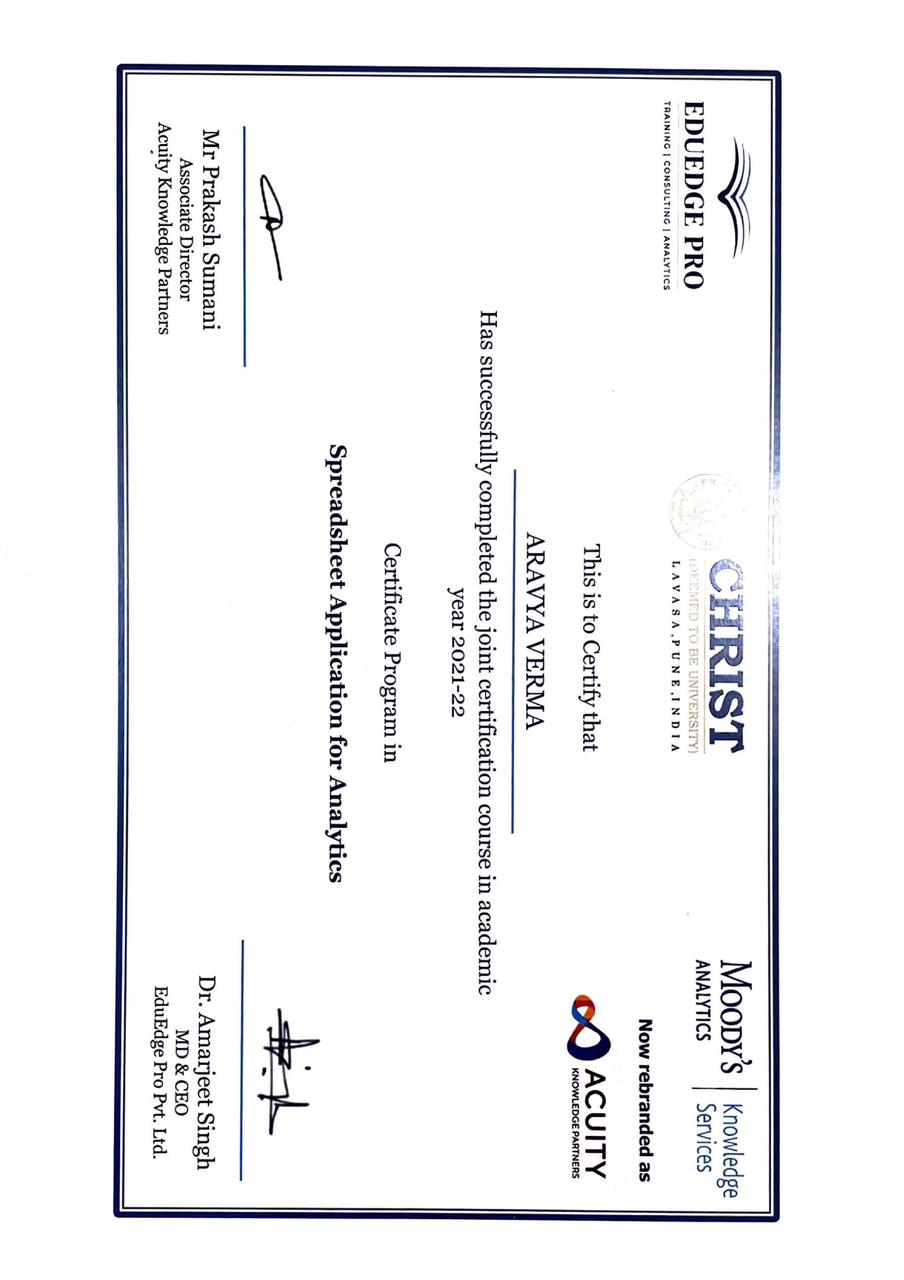 EDUEDGE PRO
TRAINING | CONSULTING | ANALYTICS
CHRIST
(DEEMED TO BE UNIVERSITY)
LAVASA,PUNE,INDIA
MOODY'S
ANALYTICS
Knowledge
Services
Now rebranded as
ACUITY
KNOWLEDGE PARTNERS
This is to Certify that
ARAVYA VERMA
Has successfully completed the joint certification course in academic
year 2021-22
Certificate Program in
Spreadsheet Application for Analytics
Mr Prakash Sumani
Associate Director
Acuity Knowledge Partners
Dr. Amarjeet Singh
MD & CEO
EduEdge Pro Pvt. Ltd.